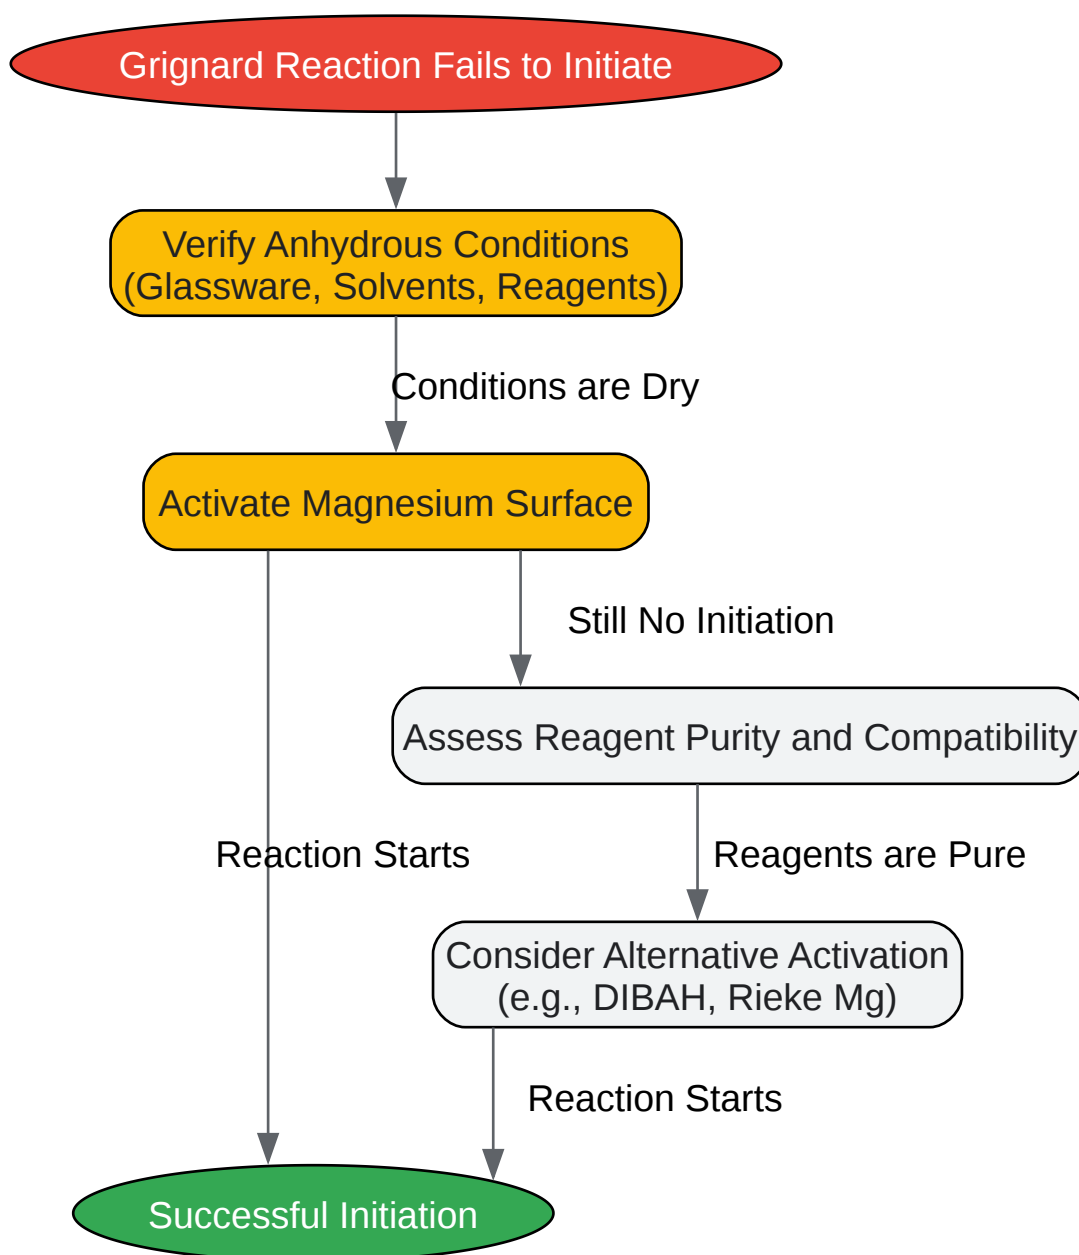 Grignard Reaction Fails to Initiate
Verify Anhydrous Conditions
(Glassware, Solvents, Reagents)
Conditions are Dry
Activate Magnesium Surface
Still No Initiation
Assess Reagent Purity and Compatibility
Reaction Starts
Reagents are Pure
Consider Alternative Activation
(e.g., DIBAH, Rieke Mg)
Reaction Starts
Successful Initiation